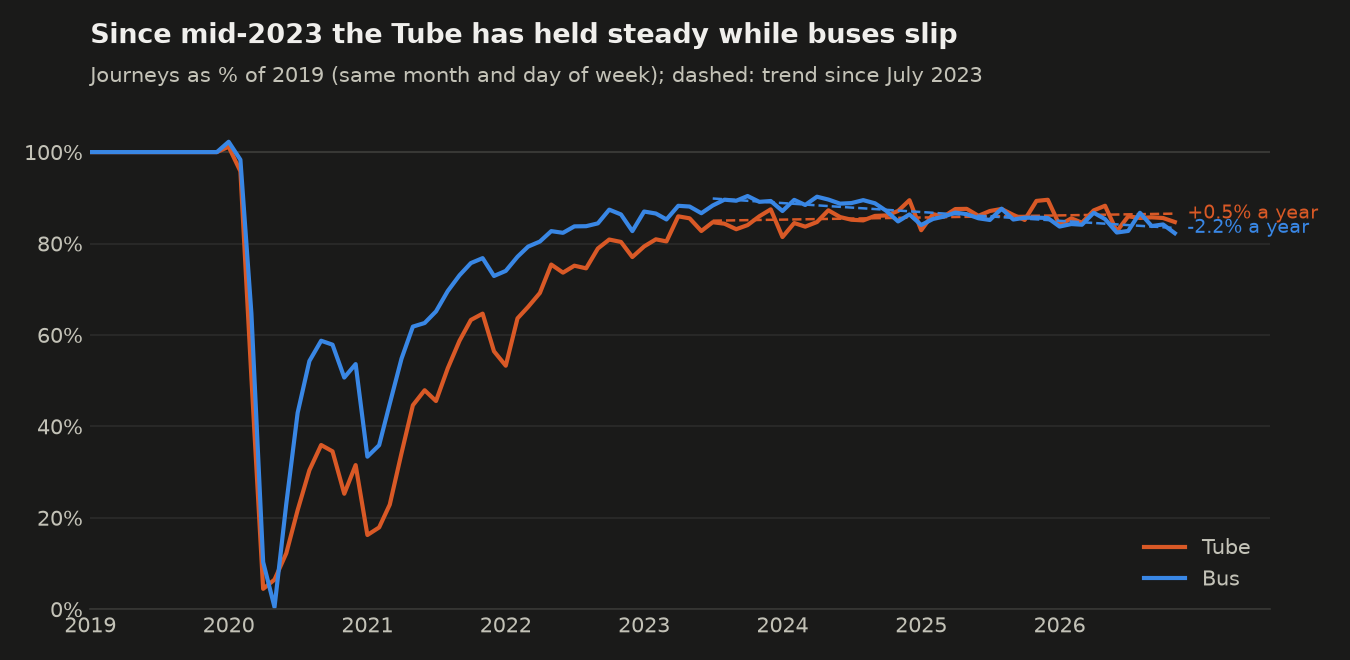 Since mid-2023 the Tube has held steady while buses slip
Journeys as % of 2019 (same month and day of week); dashed: trend since July 2023
100%
80%
60%
40%
20%
0%
+0.5% a year
-2.2% a year
Tube
Bus
2019 2020 2021 2022 2023 2024 2025 2026